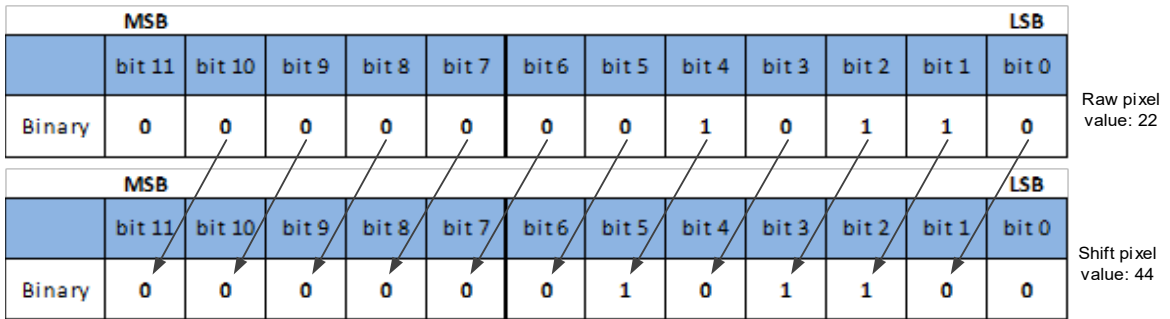 MSB LSB
bit 11 bit 10 bit 9 bit 8 bit 7 bit 6 bit 5 bit 4 bit 3 bit 2 bit 1 bit 0
Binary 0 0 0 0 0 0 0 1 0 1 1 0
Raw pixel
value: 22
MSB LSB
bit 11 bit 10 bit 9 bit 8 bit 7 bit 6 bit 5 bit 4 bit 3 bit 2 bit 1 bit 0
Binary 0 0 0 0 0 0 1 0 1 1 0 0
Shift pixel
value: 44